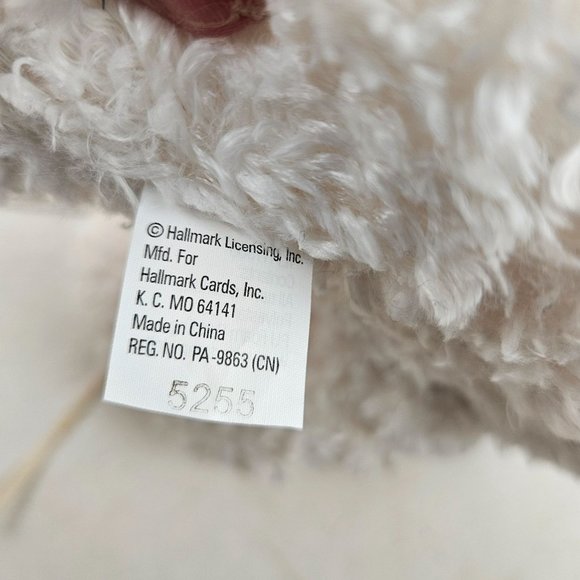 © Hallmark Licensing, Inc.
Mfd. For
Hallmark Cards, Inc.
K. C. MO 64141
Made in China
REG. NO. PA-9863 (CN)
5255